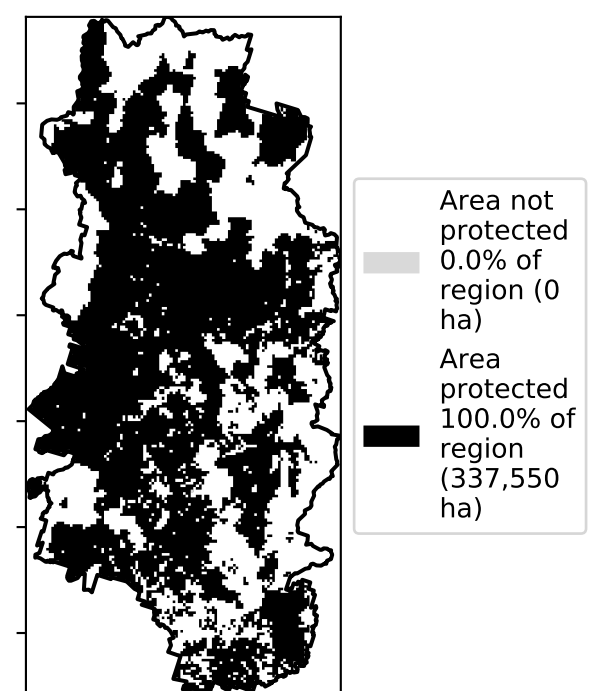 Area not
protected
0.0% of
region (0
ha)
Area
protected
100.0% of
region
(337,550
ha)